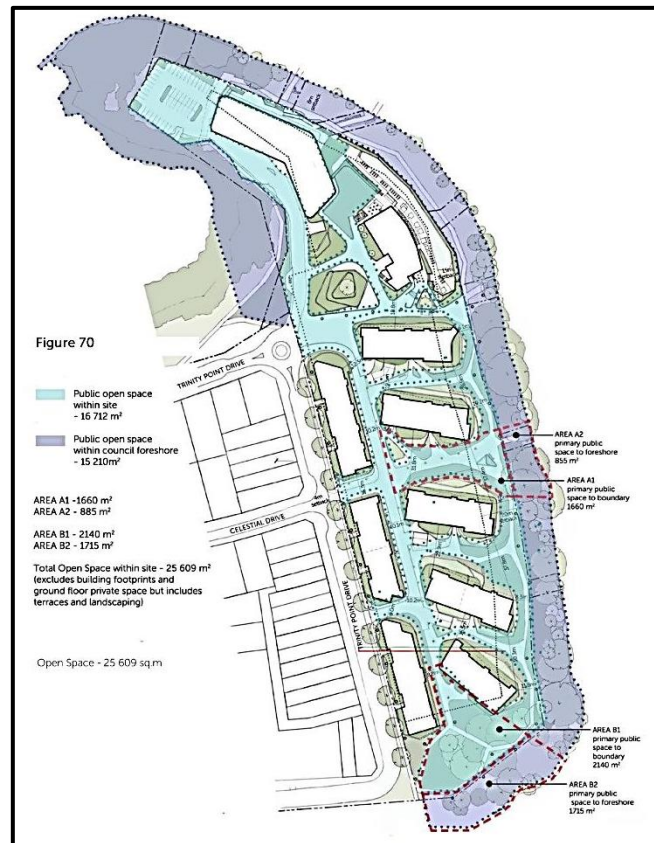 Figure 70
Public open space
within site
- 16 712 m²
Public open space
within council foreshore
- 15 210m²
AREA A1 -1660 m²
AREA A2 - 885 m²
AREA B1 - 2140 m²
AREA B2 - 1715 m²
Total Open Space within site - 25 609 m²
(excludes building footprints and
ground floor private space but includes
terraces and landscaping)
Open Space - 25 609 sq.m
TRINITY POINT DRIVE
CELESTIAL DRIVE
TRINITY POINT DRIVE
6m
setback
AREA A2
primary public
space to foreshore
855 m²
AREA A1
primary public
space to boundary
1660 m²
AREA B1
primary public
space to
boundary
2140 m²
AREA B2
primary public
space to foreshore
1715 m²